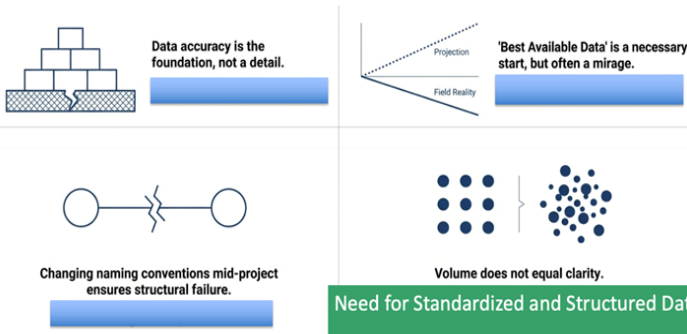 Data accuracy is the
foundation, not a detail.
Projection
Field Reality
'Best Available Data' is a necessary
start, but often a mirage.
Changing naming conventions mid-project
ensures structural failure.
Volume does not equal clarity.
Need for Standardized and Structured Dat